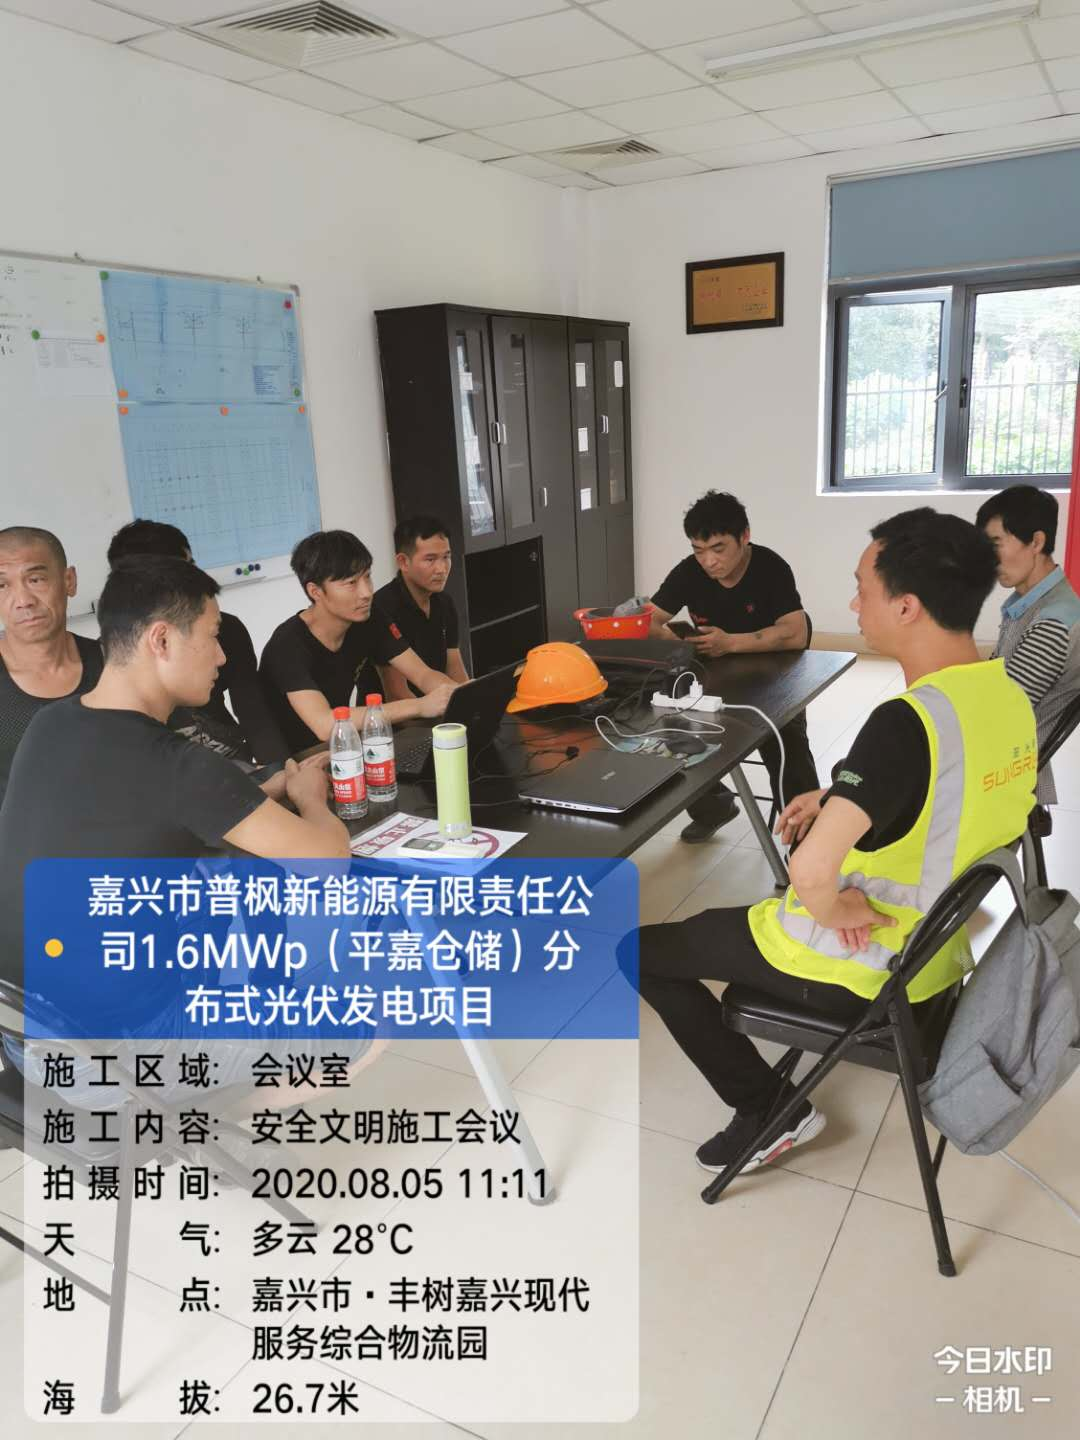 嘉兴市普枫新能源有限责任公
司1.6MWp（平嘉仓储）分
布式光伏发电项目
施工区域: 会议室
施工内容: 安全文明施工会议
拍摄时间: 2020.08.05 11:11
天气: 多云 28°C
地点: 嘉兴市·丰树嘉兴现代
服务综合物流园
海拔: 26.7米
今日水印
–相机–